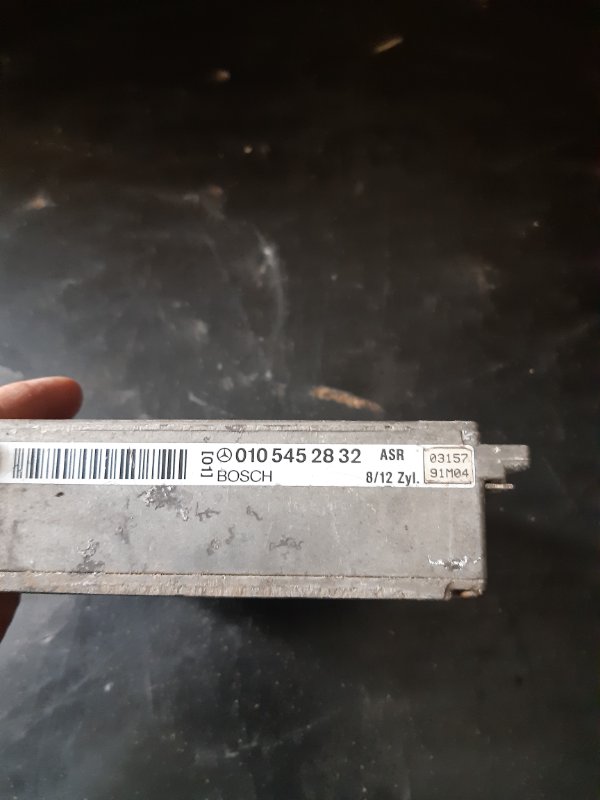 [01] 010 545 28 32 ASR 03157
BOSCH 8/12 Zyl. 91M04